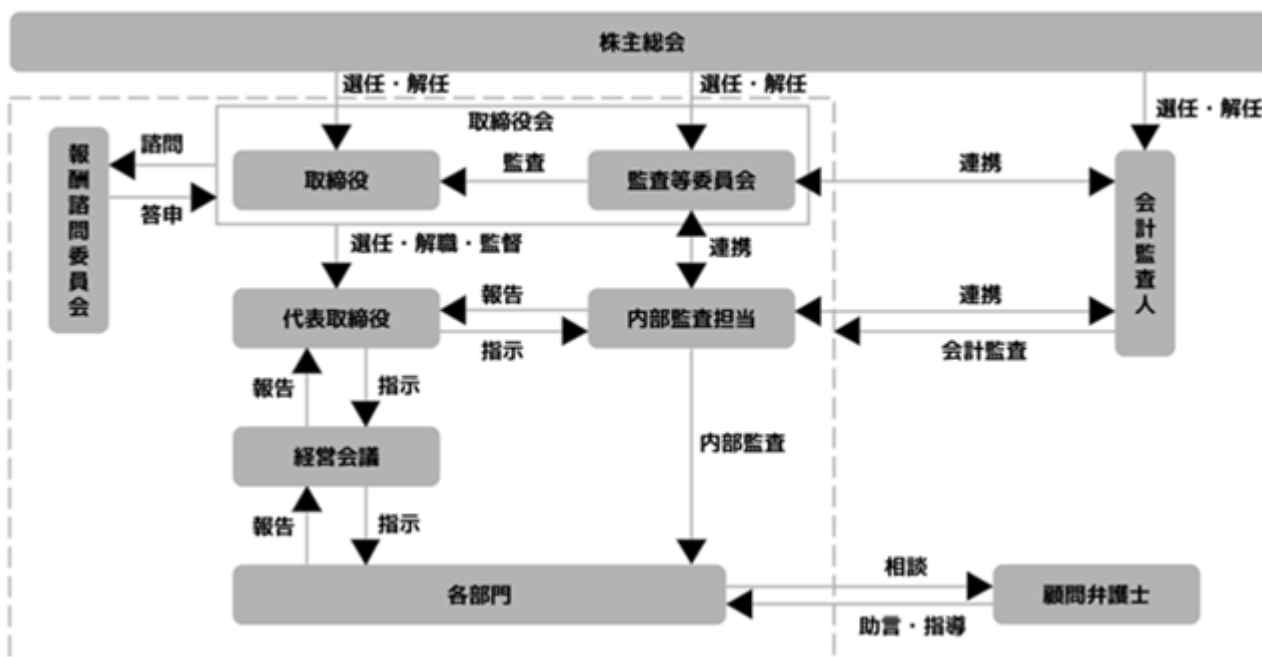 株主総会
選任・解任
選任・解任
選任・解任
取締役会
報酬諮問委員会
諮問
答申
取締役
監査
監査等委員会
連携
会計監査人
選任・解職・監督
連携
代表取締役
報告
指示
内部監査担当
連携
会計監査
報告
指示
経営会議
内部監査
報告
指示
各部門
相談
助言・指導
顧問弁護士